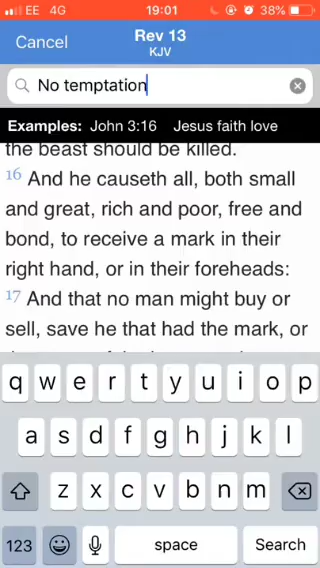 EE 4G 19:01 38%
Cancel Rev 13
KJV
No temptation
Examples: John 3:16 Jesus faith love
the beast should be killed.
16 And he causeth all, both small
and great, rich and poor, free and
bond, to receive a mark in their
right hand, or in their foreheads:
17 And that no man might buy or
sell, save he that had the mark, or
q w e r t y u i o p
a s d f g h j k l
z x c v b n m
123 space Search